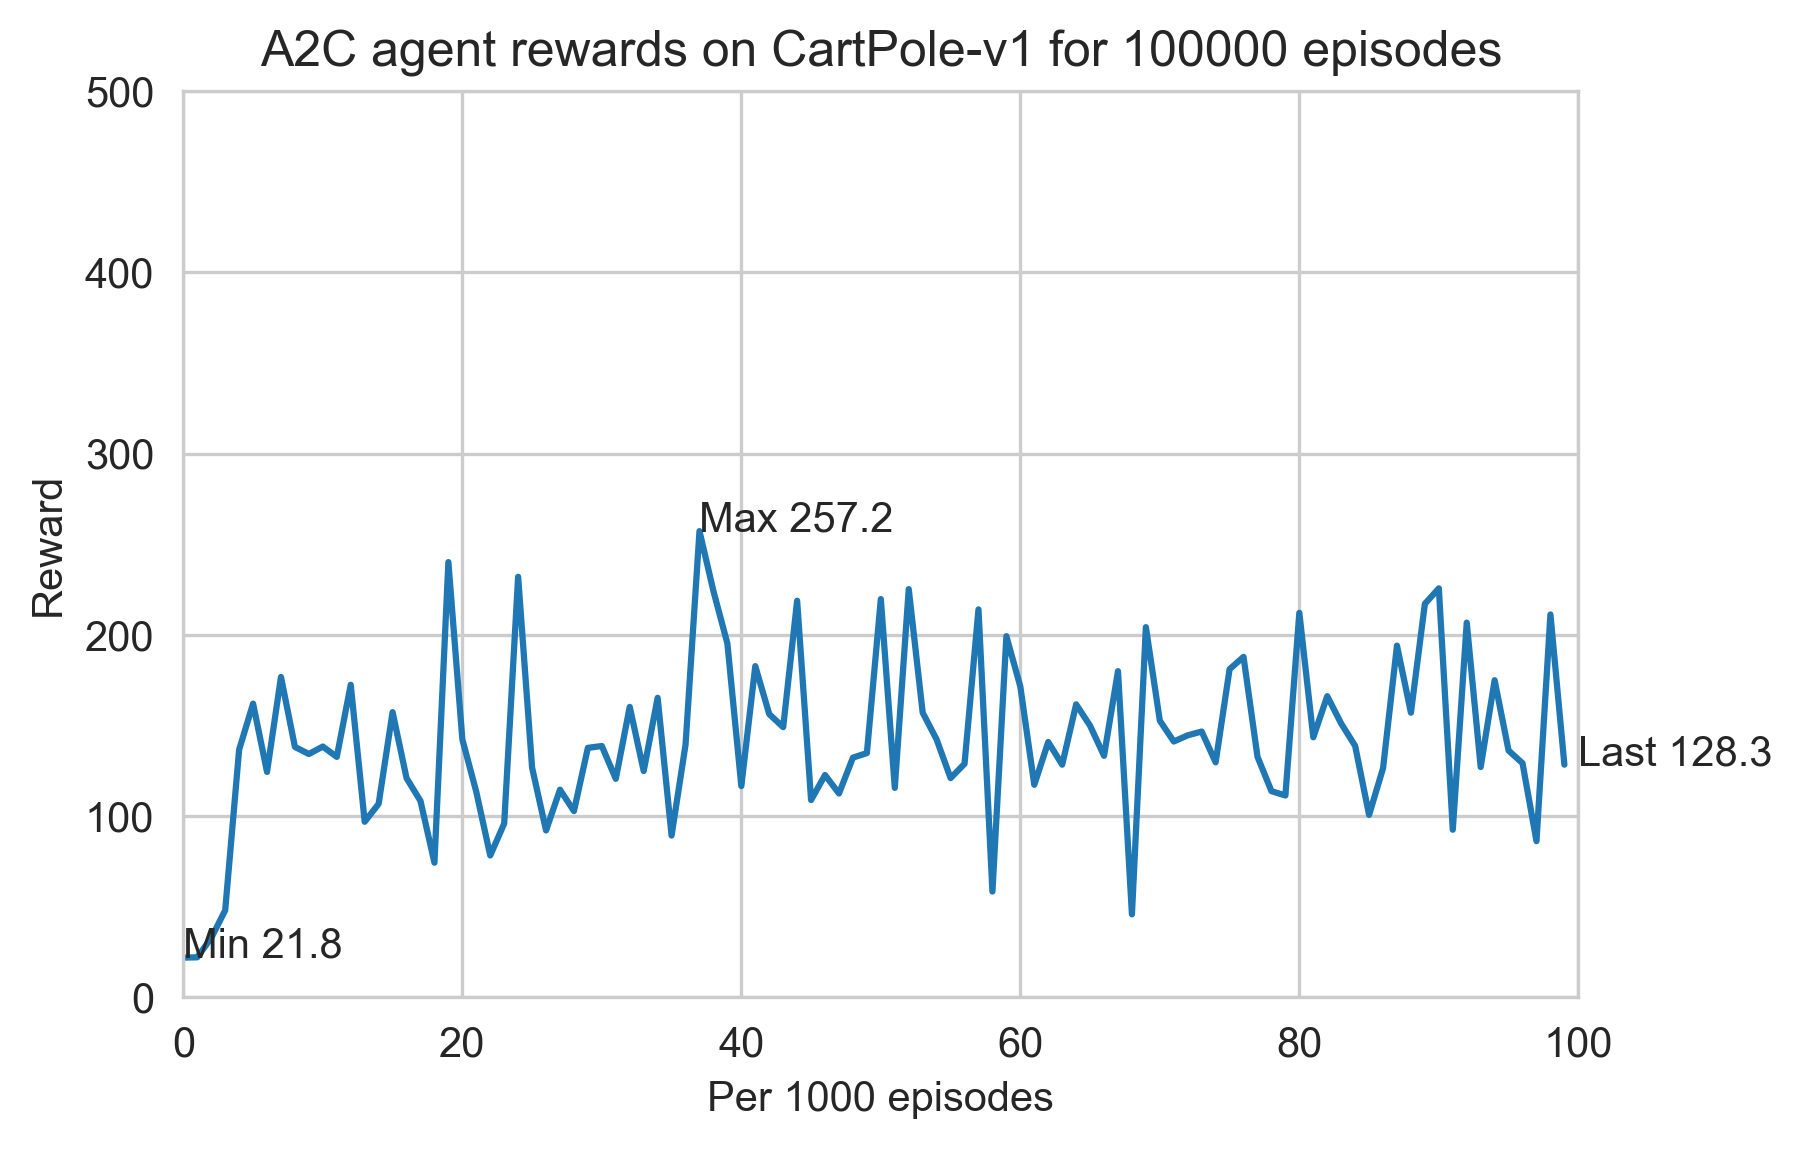 A2C agent rewards on CartPole-v1 for 100000 episodes
500
400
300
200
100
0
Reward
Max 257.2
Last 128.3
Min 21.8
0 20 40 60 80 100
Per 1000 episodes